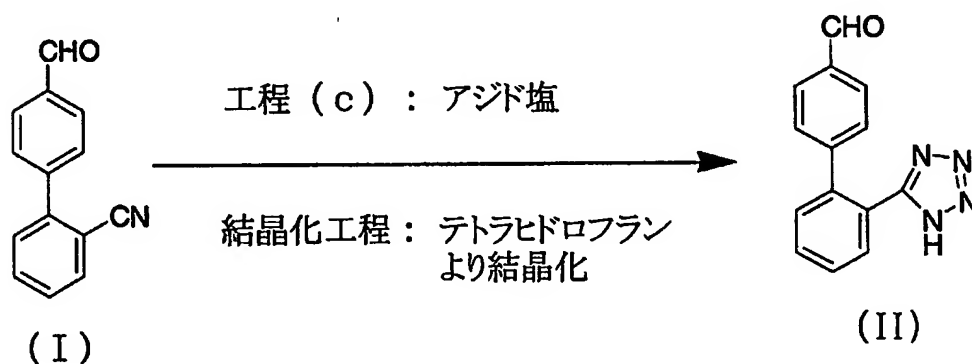 CHO
CN
(I)
工程 (c) : アジド塩
結晶化工程 : テトラヒドロフラン
より結晶化
CHO
N N
N
N
H
(II)